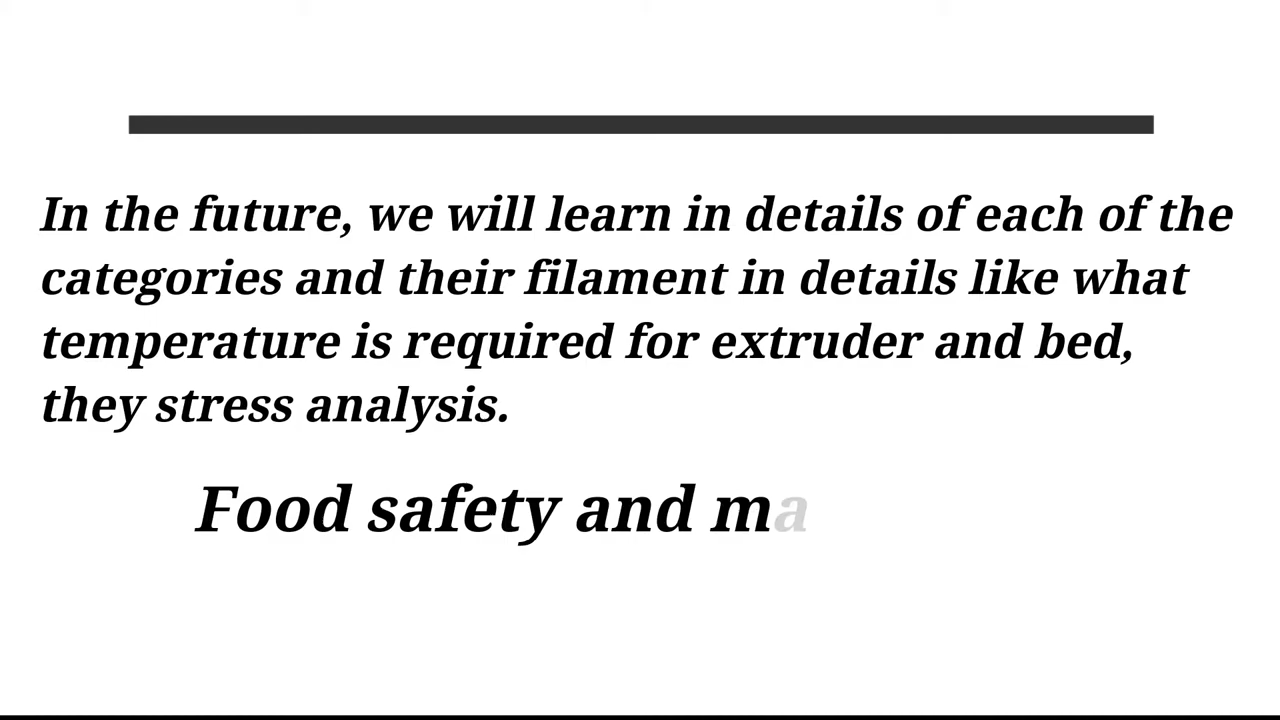 In the future, we will learn in details of each of the
categories and their filament in details like what
temperature is required for extruder and bed,
they stress analysis.
Food safety and ma